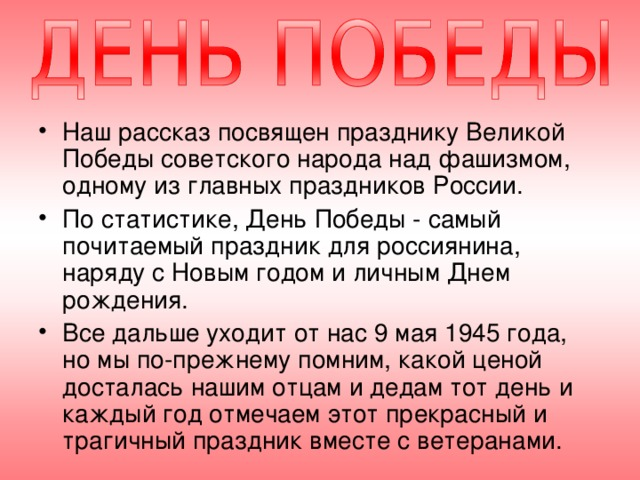 ДЕНЬ ПОБЕДЫ
• Наш рассказ посвящен празднику Великой
Победы советского народа над фашизмом,
одному из главных праздников России.
• По статистике, День Победы - самый
почитаемый праздник для россиянина,
наряду с Новым годом и личным Днем
рождения.
• Все дальше уходит от нас 9 мая 1945 года,
но мы по-прежнему помним, какой ценой
досталась нашим отцам и дедам тот день и
каждый год отмечаем этот прекрасный и
трагичный праздник вместе с ветеранами.